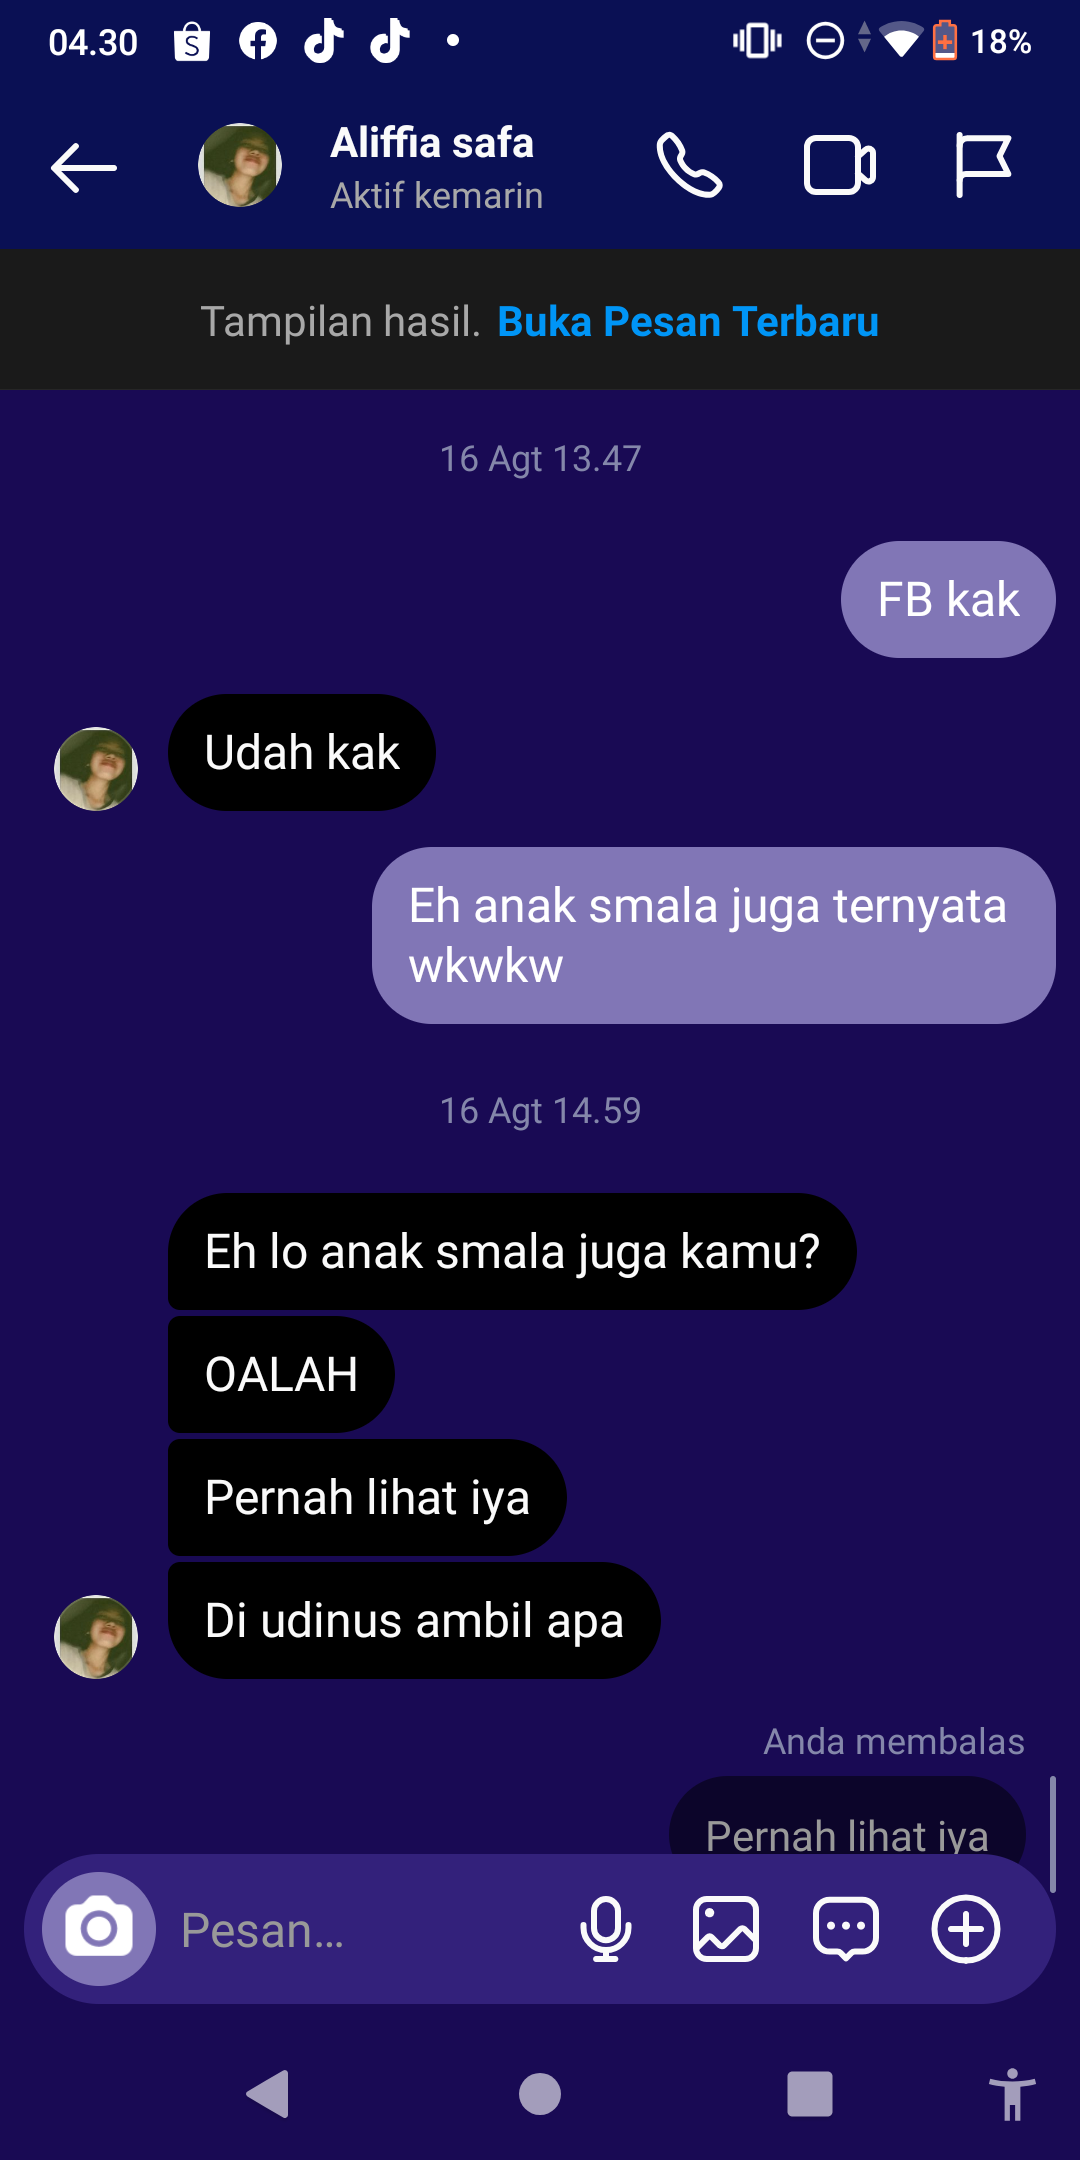 04.30
18%
Aliffia safa
Aktif kemarin
Tampilan hasil. Buka Pesan Terbaru
16 Agt 13.47
FB kak
Udah kak
Eh anak smala juga ternyata
wkwkw
16 Agt 14.59
Eh lo anak smala juga kamu?
OALAH
Pernah lihat iya
Di udinus ambil apa
Anda membalas
Pernah lihat iya
Pesan...